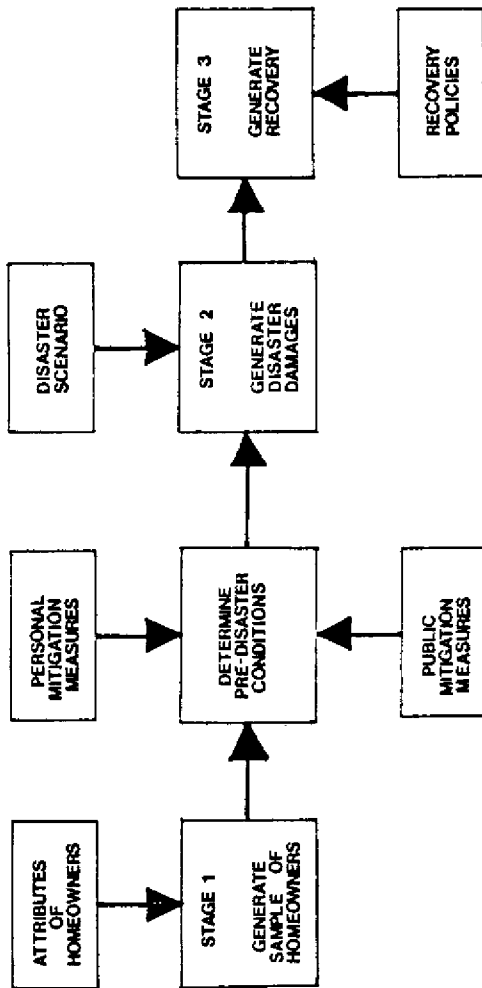 ATTRIBUTES
OF
HOMEOWNERS
PERSONAL
MITIGATION
MEASURES
DISASTER
SCENARIO
STAGE 1
GENERATE
SAMPLE OF
HOMEOWNERS
DETERMINE
PRE-DISASTER
CONDITIONS
STAGE 2
GENERATE
DISASTER
DAMAGES
STAGE 3
GENERATE
RECOVERY
PUBLIC
MITIGATION
MEASURES
RECOVERY
POLICIES